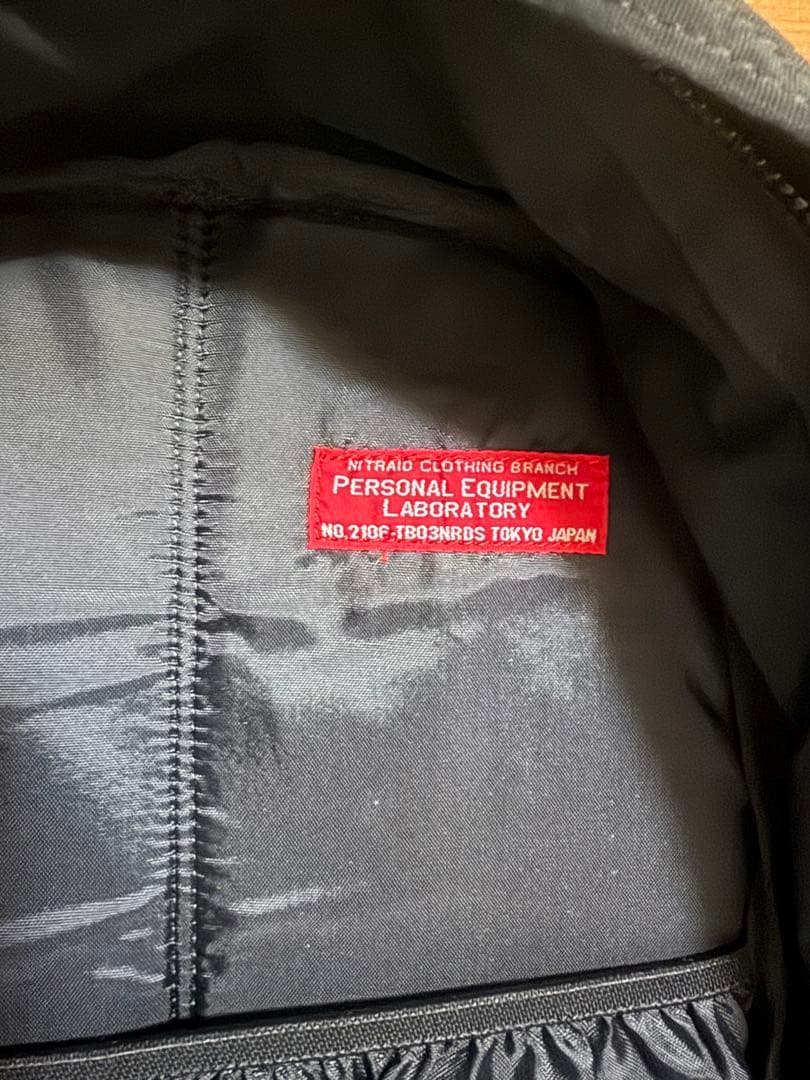 NITRAID CLOTHING BRANCH
PERSONAL EQUIPMENT
LABORATORY
NO.2106-TB03NRDS TOKYO JAPAN